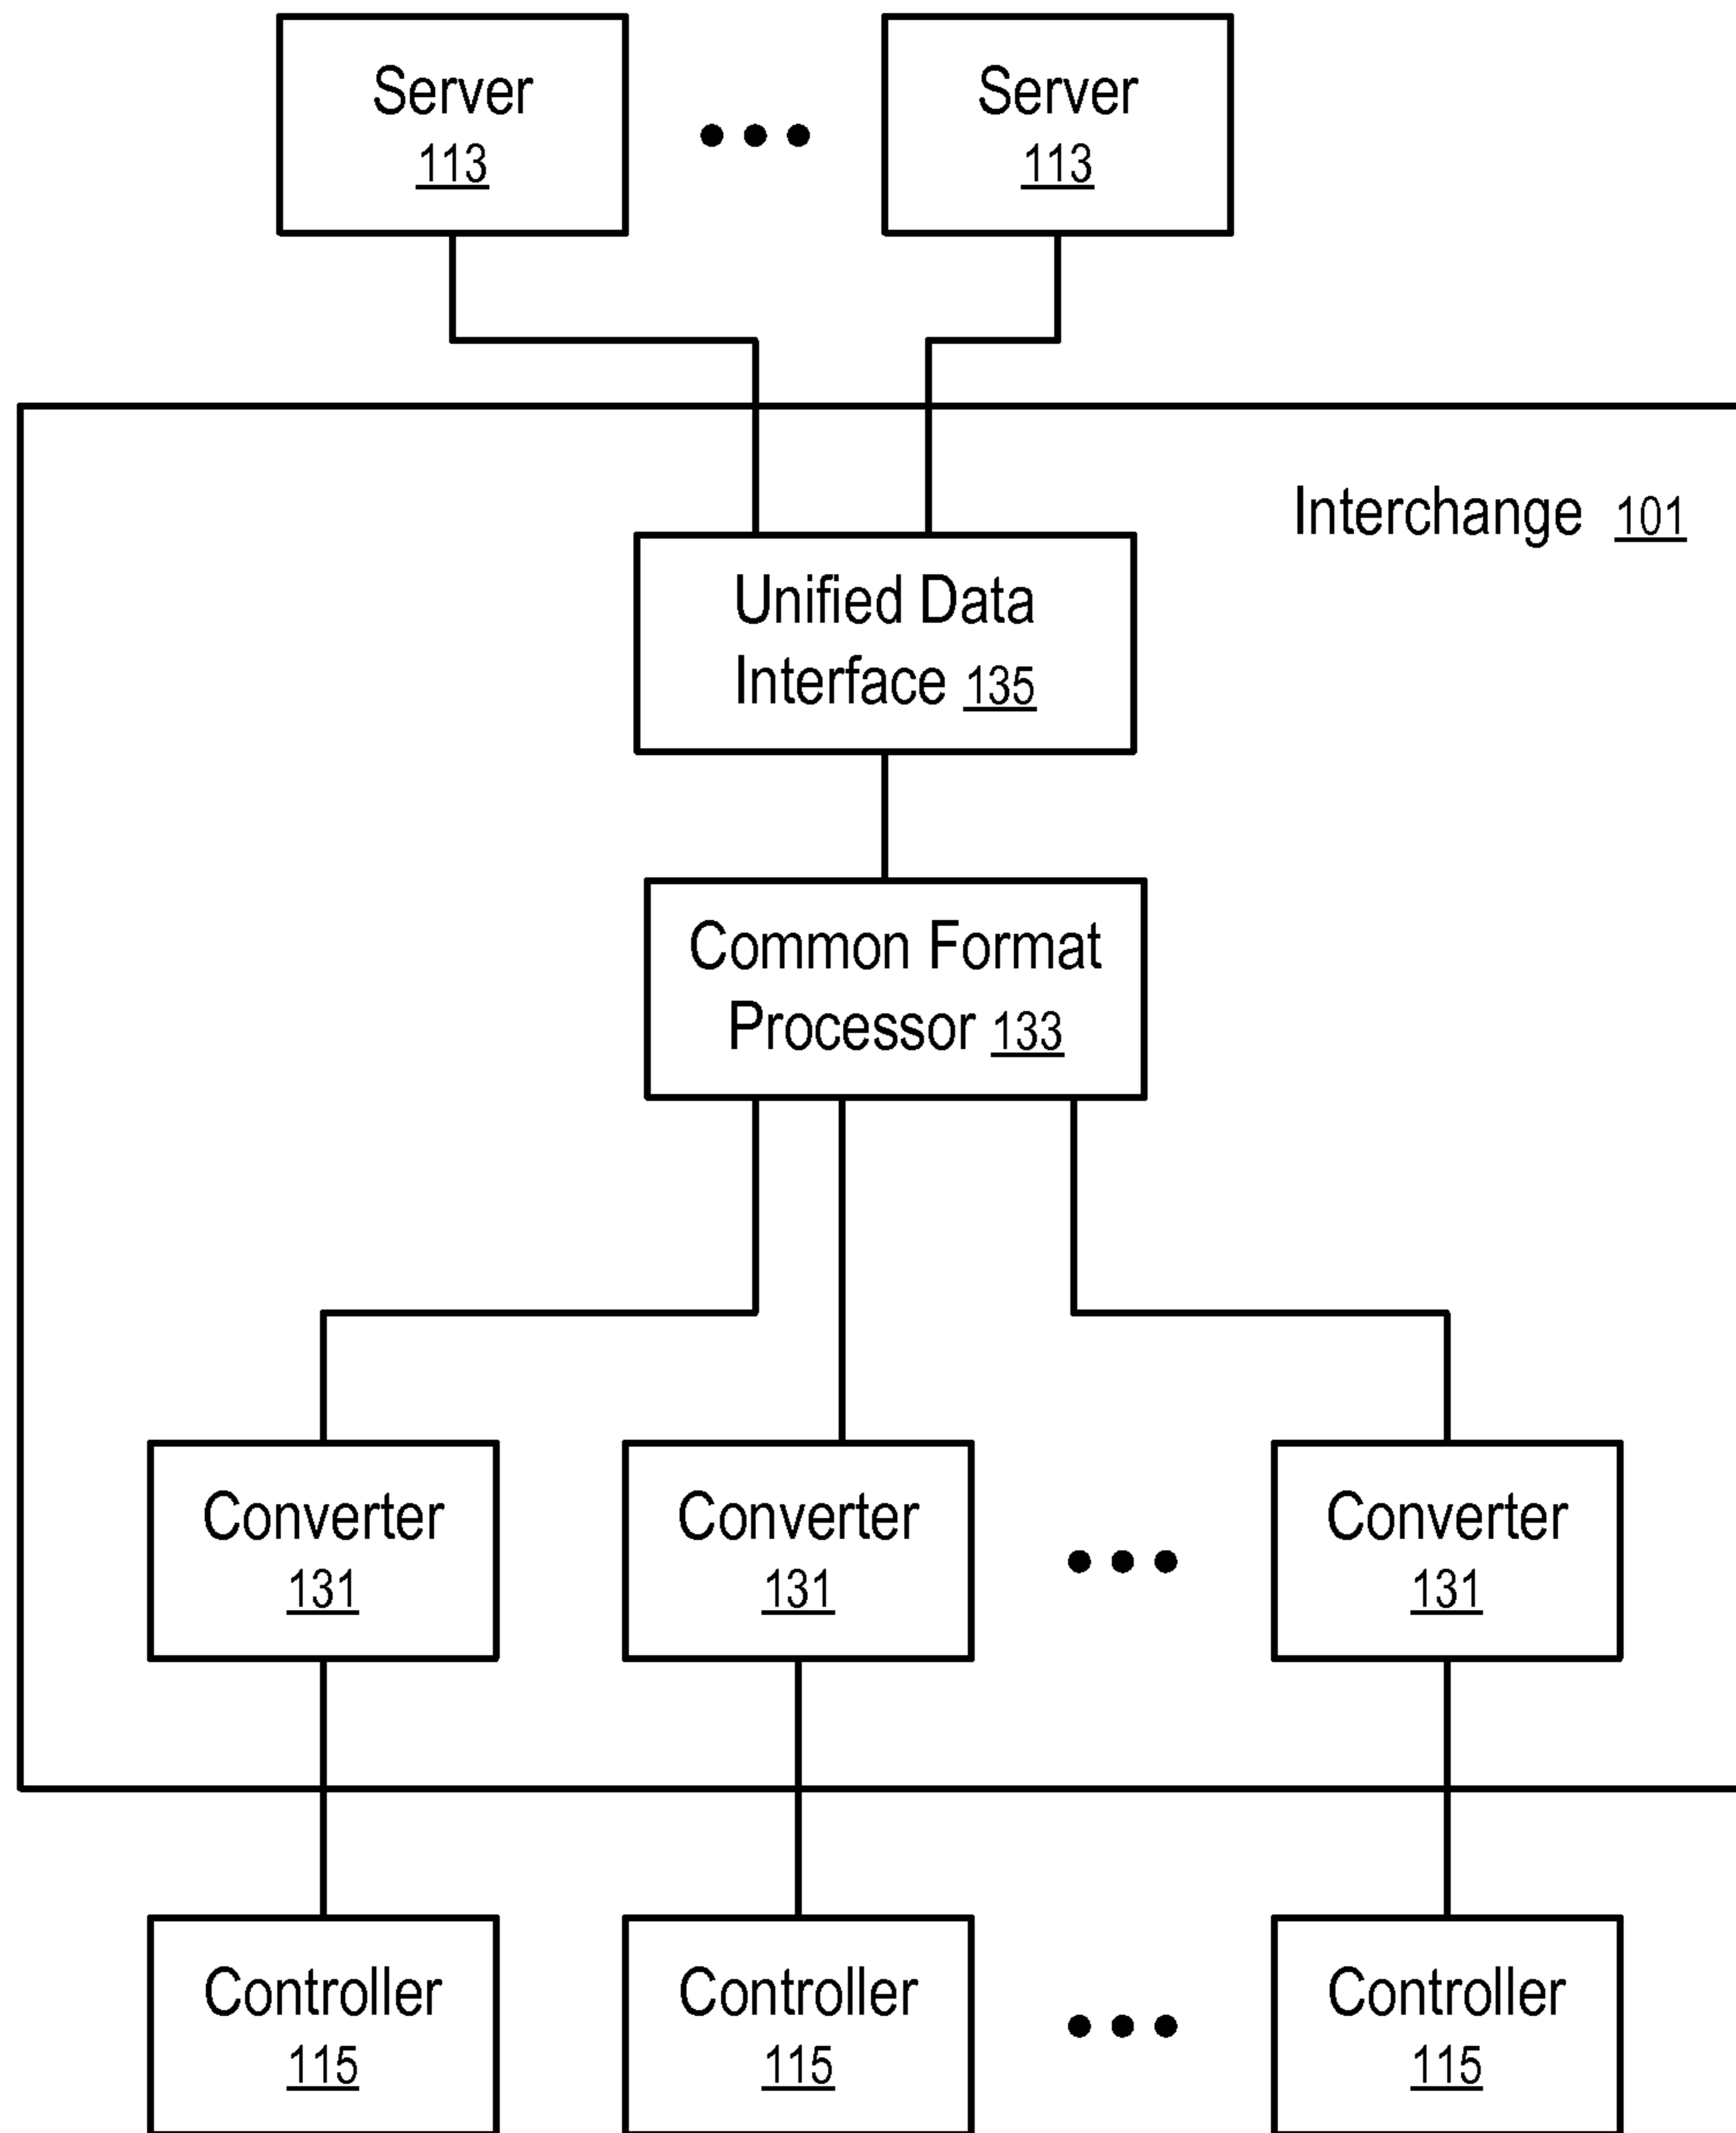 Server
113
Server
113
Interchange 101
Unified Data
Interface 135
Common Format
Processor 133
Converter
131
Converter
131
Converter
131
Controller
115
Controller
115
Controller
115